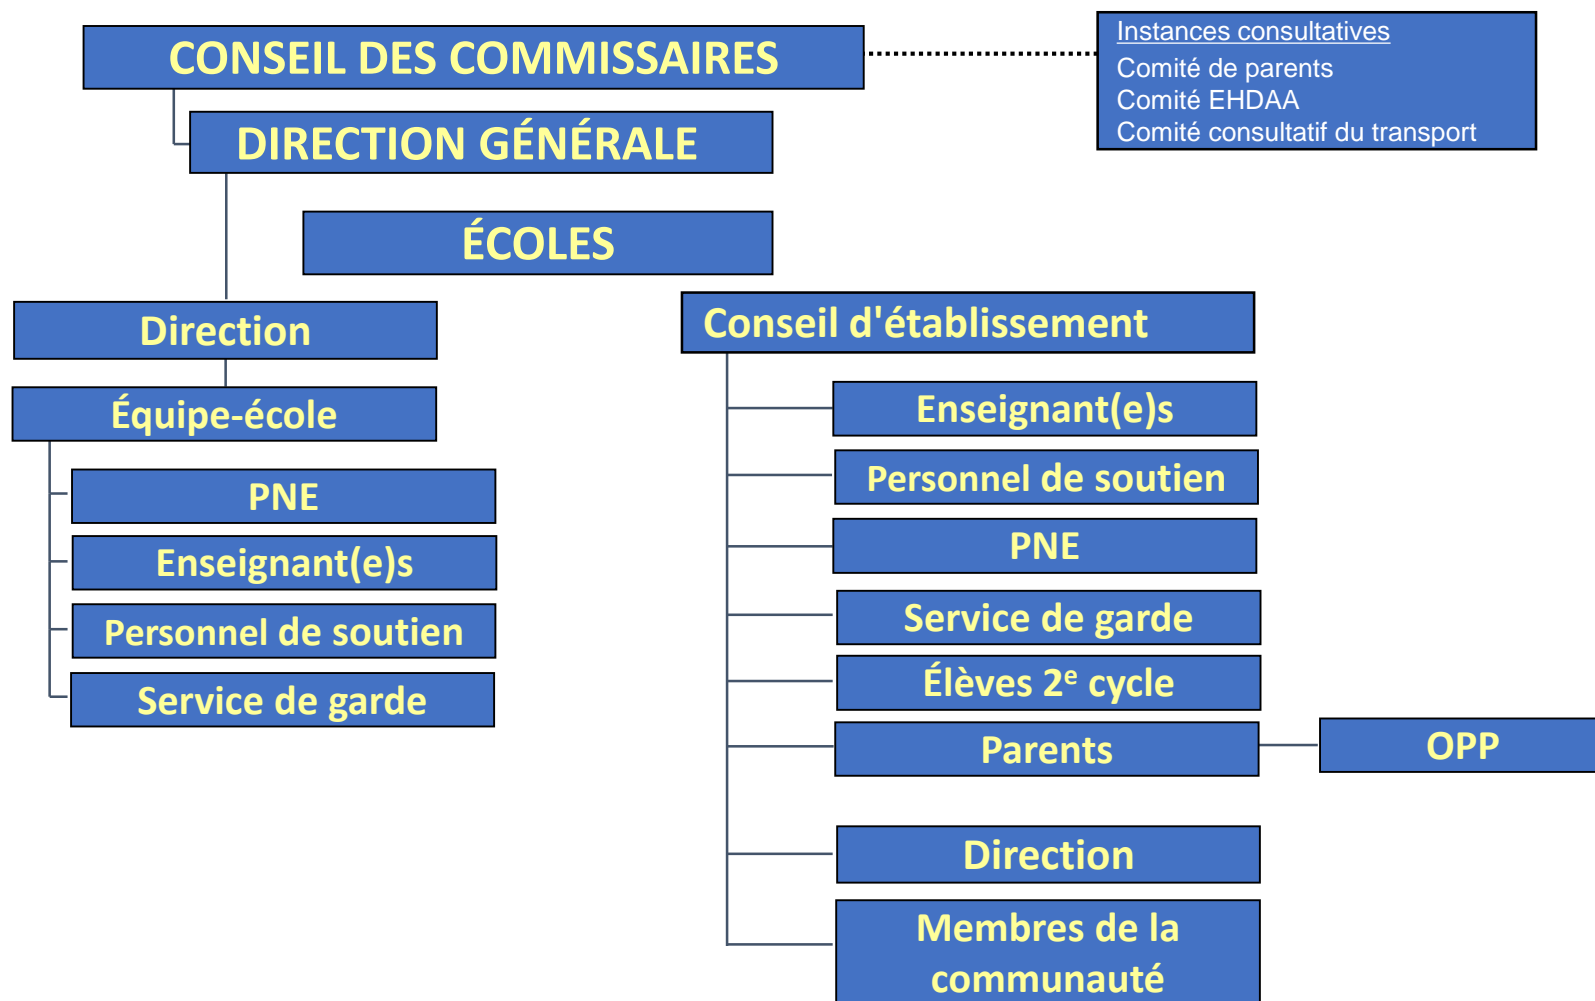 CONSEIL DES COMMISSAIRES
Instances consultatives
Comité de parents
Comité EHDAA
Comité consultatif du transport
DIRECTION GÉNÉRALE
ÉCOLES
Direction
Équipe-école
PNE
Enseignant(e)s
Personnel de soutien
Service de garde
Conseil d'établissement
Enseignant(e)s
Personnel de soutien
PNE
Service de garde
Élèves 2e cycle
Parents
OPP
Direction
Membres de la
communauté